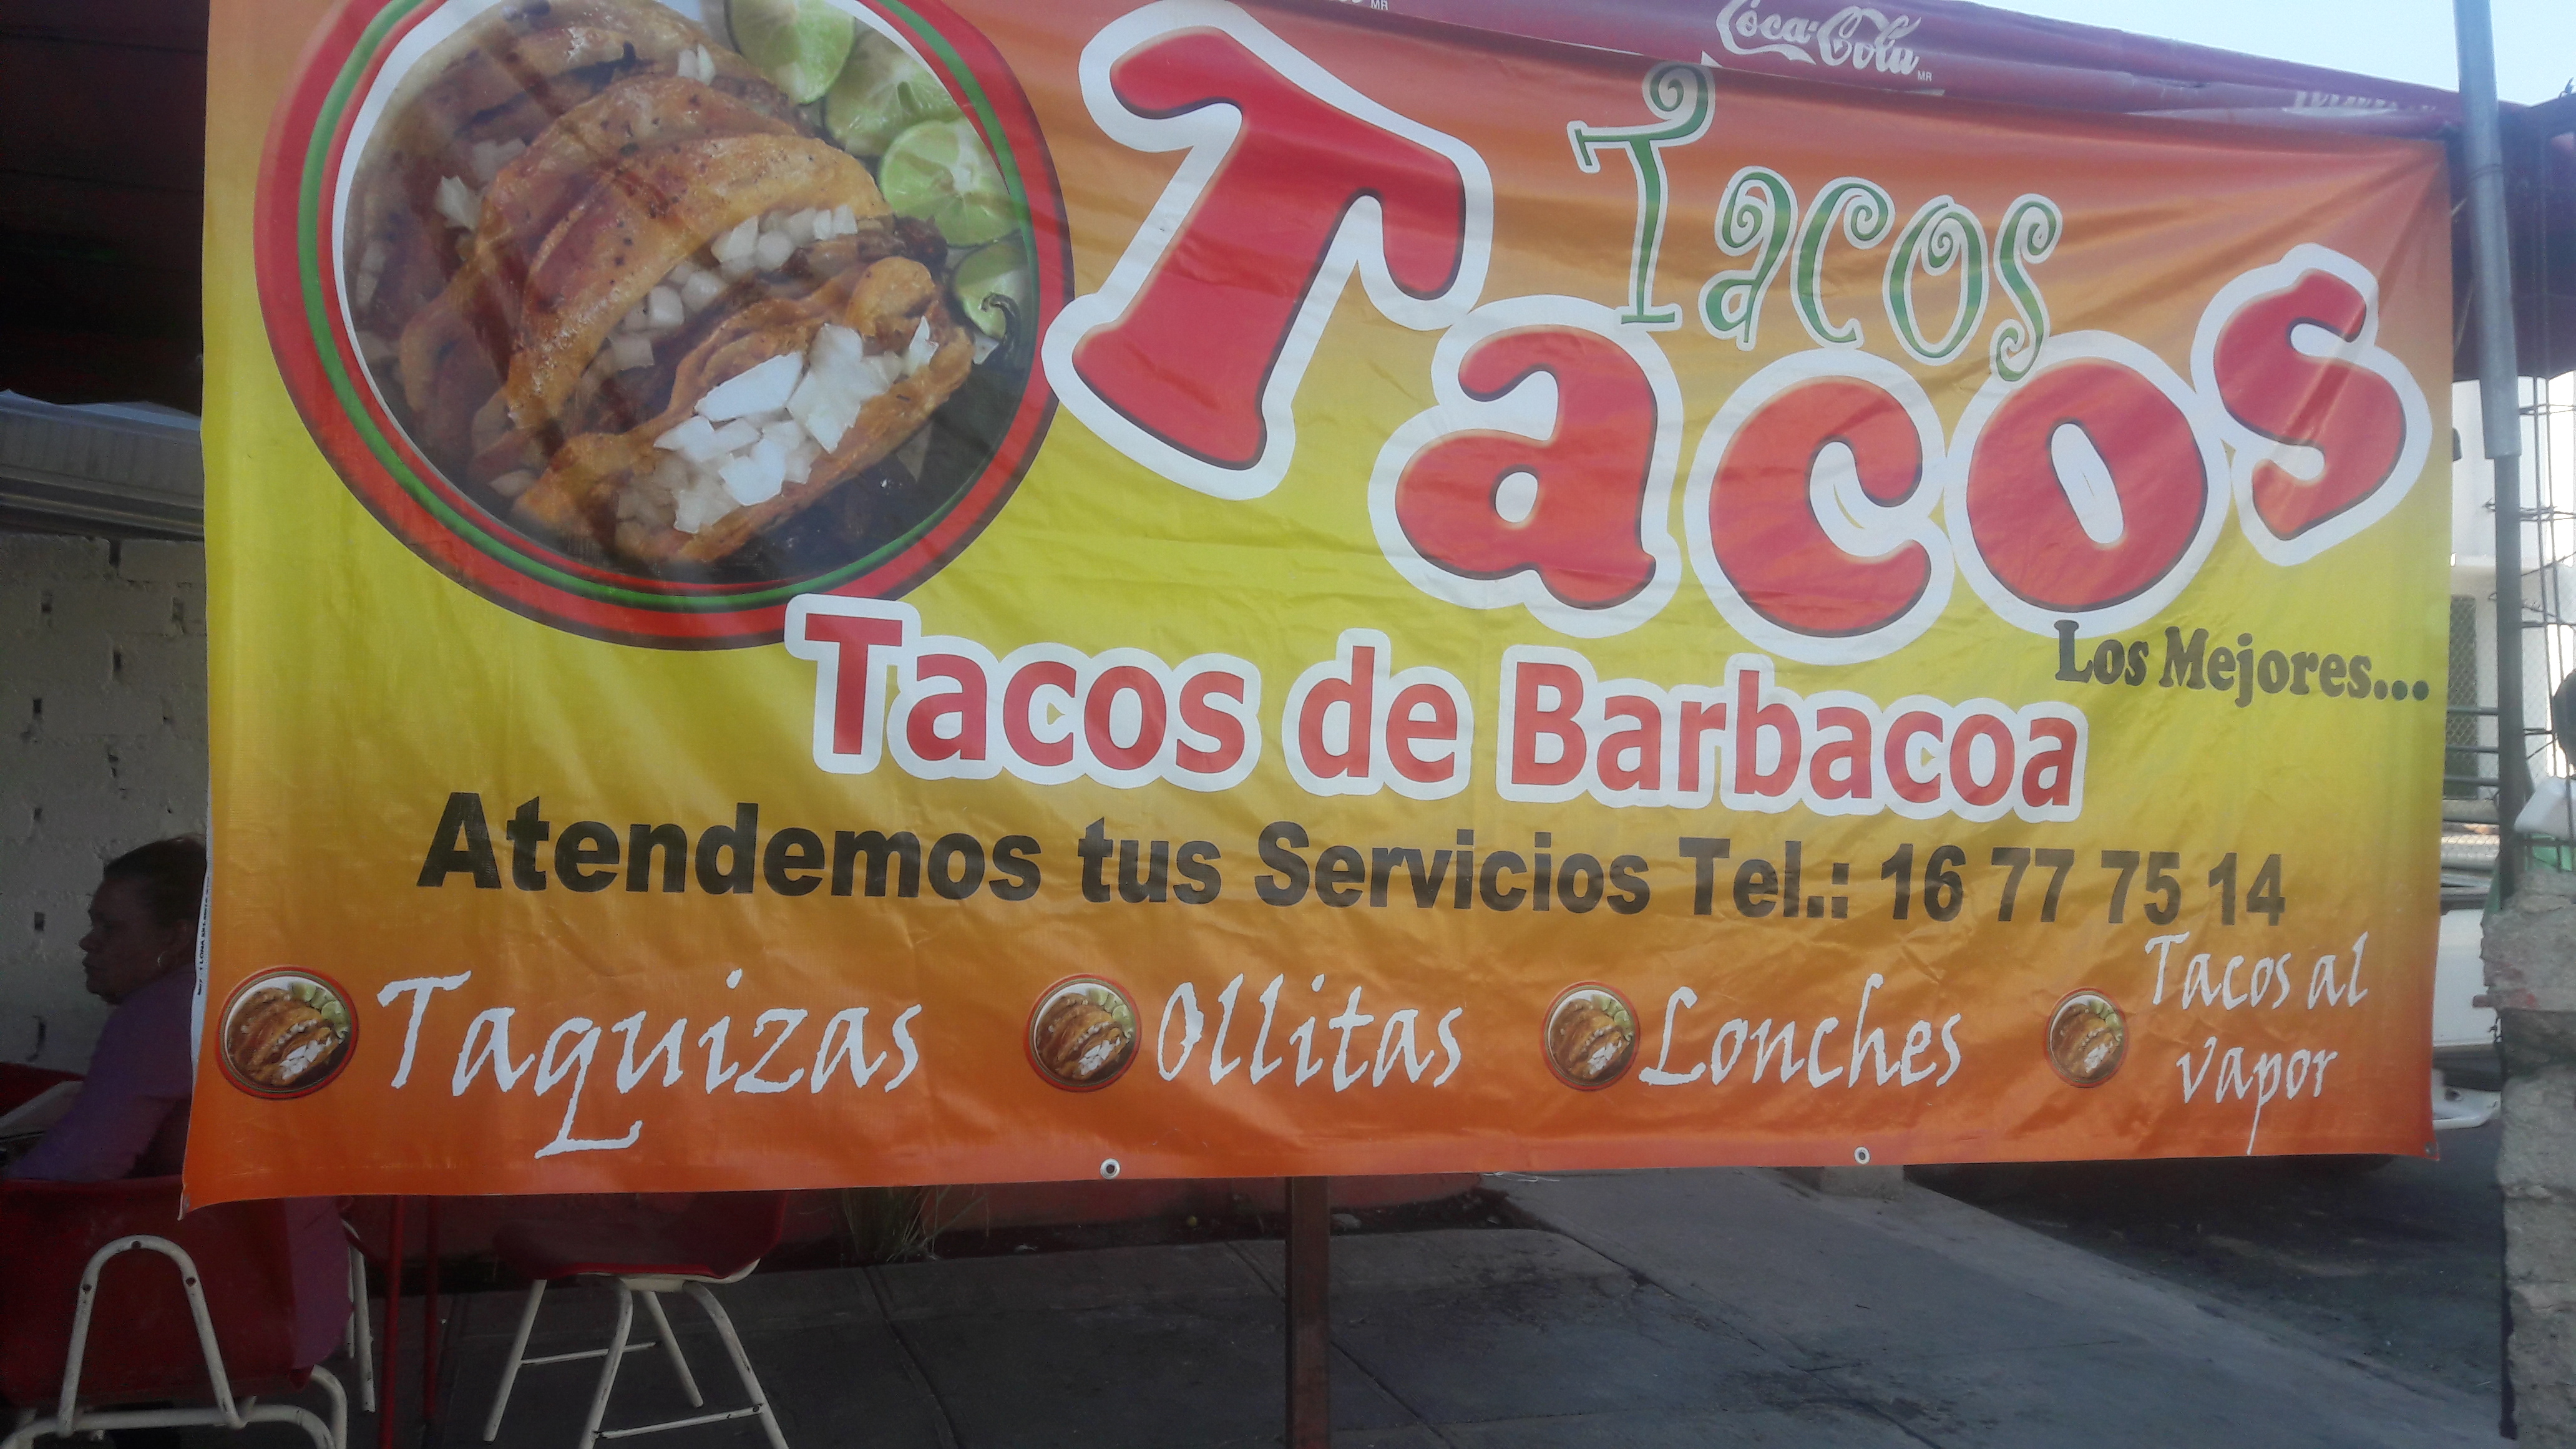 Coca-Cola MR
Tacos
Tacos
Los Mejores...
Tacos de Barbacoa
Atendemos tus Servicios Tel.: 16 77 75 14
Taquizas Ollitas Lonches Tacos al
vapor